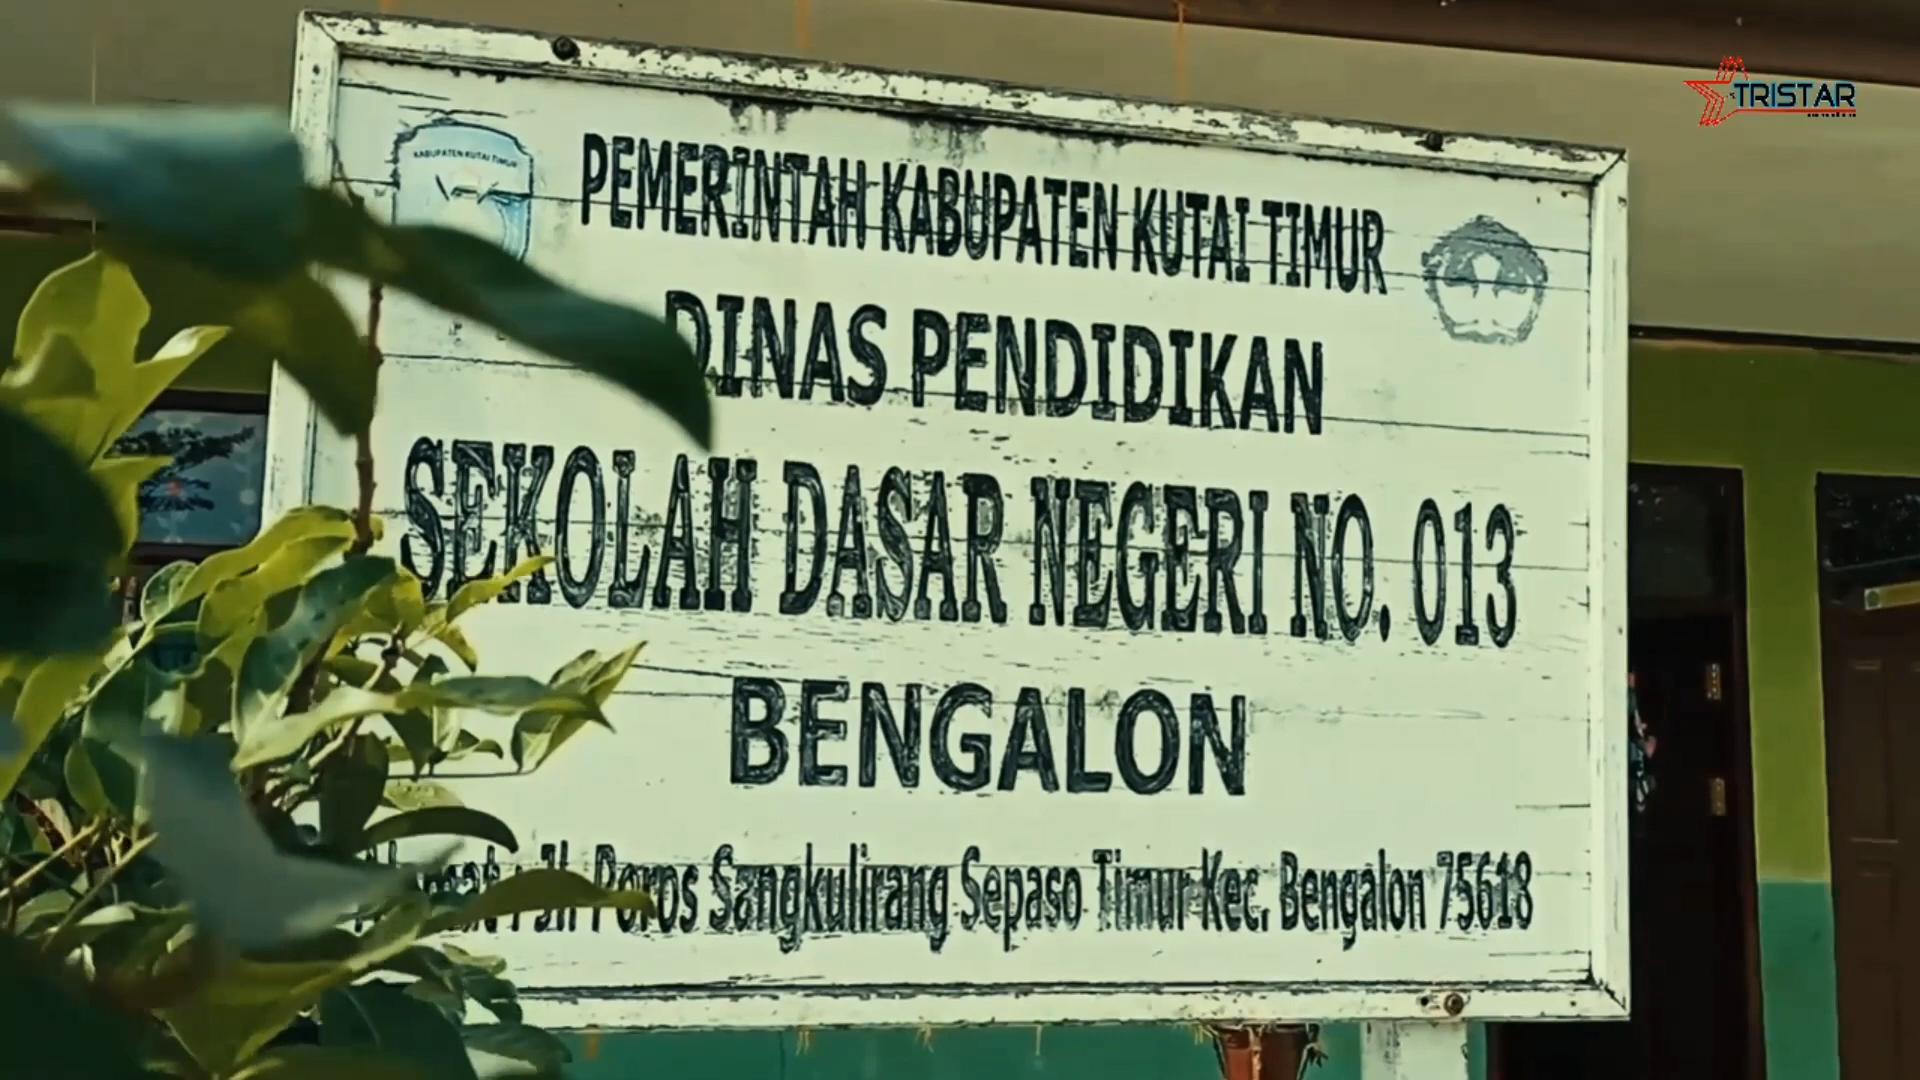 TRISTAR
KABUPATEN KUTAI TIMUR
PEMERINTAH KABUPATEN KUTAI TIMUR
DINAS PENDIDIKAN
SEKOLAH DASAR NEGERI NO. 013
BENGALON
Jl. Poros Sangkulirang Sepaso Timur Kec. Bengalon 75618